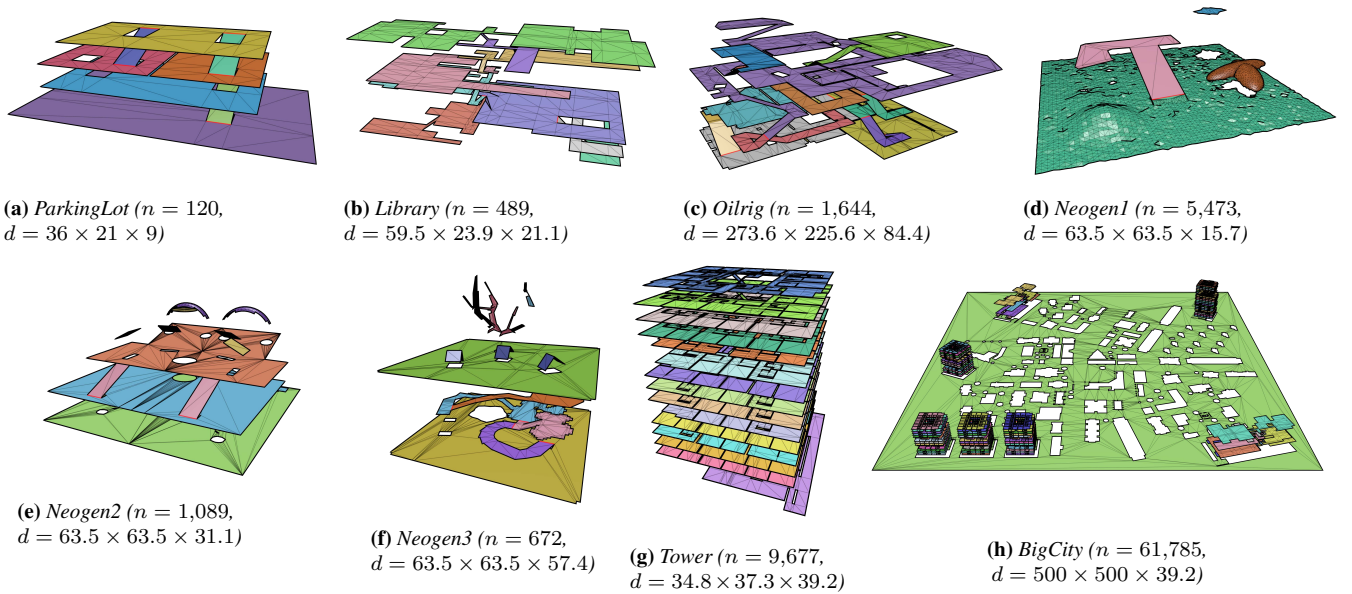 (a) ParkingLot (n = 120,
d = 36 × 21 × 9)
(b) Library (n = 489,
d = 59.5 × 23.9 × 21.1)
(c) Oilrig (n = 1,644,
d = 273.6 × 225.6 × 84.4)
(d) Neogen1 (n = 5,473,
d = 63.5 × 63.5 × 15.7)
(e) Neogen2 (n = 1,089,
d = 63.5 × 63.5 × 31.1)
(f) Neogen3 (n = 672,
d = 63.5 × 63.5 × 57.4)
(g) Tower (n = 9,677,
d = 34.8 × 37.3 × 39.2)
(h) BigCity (n = 61,785,
d = 500 × 500 × 39.2)